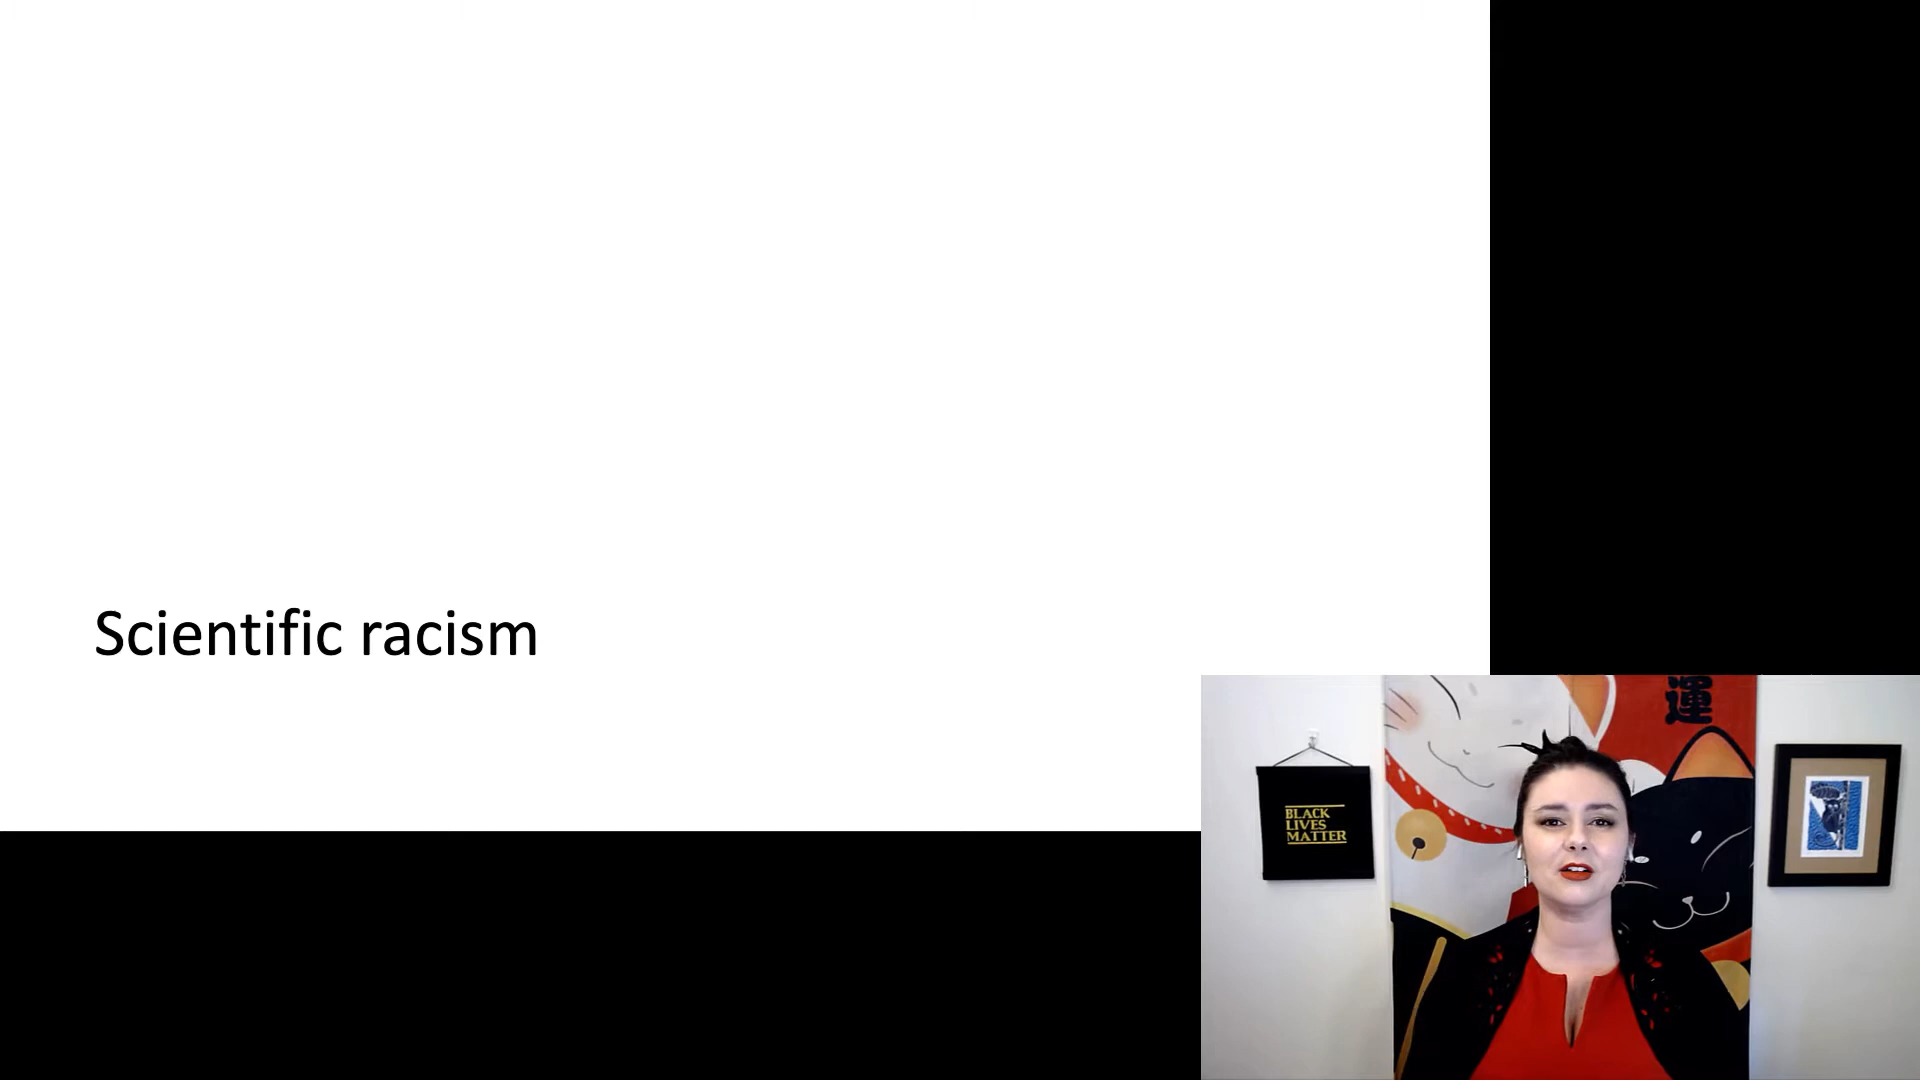 Scientific racism
運
BLACK
LIVES
MATTER